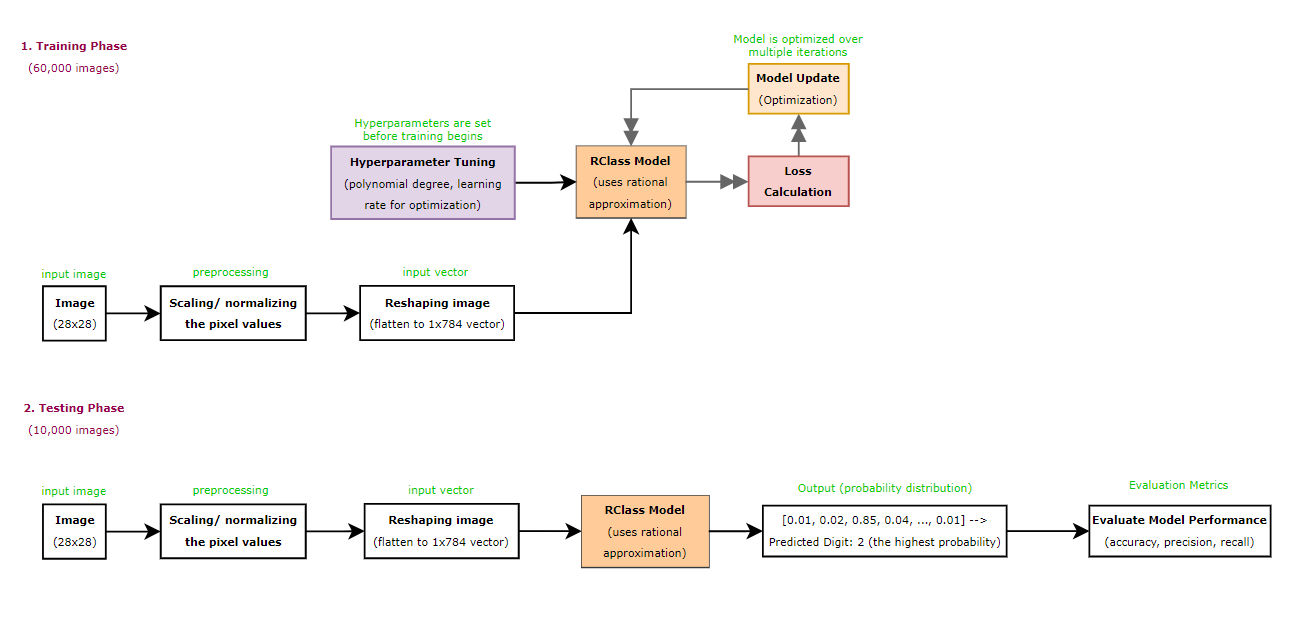 1. Training Phase
(60,000 images)
Model is optimized over
multiple iterations
Model Update
(Optimization)
Hyperparameters are set
before training begins
Hyperparameter Tuning
(polynomial degree, learning
rate for optimization)
RClass Model
(uses rational
approximation)
Loss
Calculation
input image
preprocessing
input vector
Image
(28x28)
Scaling/ normalizing
the pixel values
Reshaping image
(flatten to 1x784 vector)
2. Testing Phase
(10,000 images)
input image
preprocessing
input vector
Output (probability distribution)
Evaluation Metrics
Image
(28x28)
Scaling/ normalizing
the pixel values
Reshaping image
(flatten to 1x784 vector)
RClass Model
(uses rational
approximation)
[0.01, 0.02, 0.85, 0.04, ..., 0.01] -->
Predicted Digit: 2 (the highest probability)
Evaluate Model Performance
(accuracy, precision, recall)